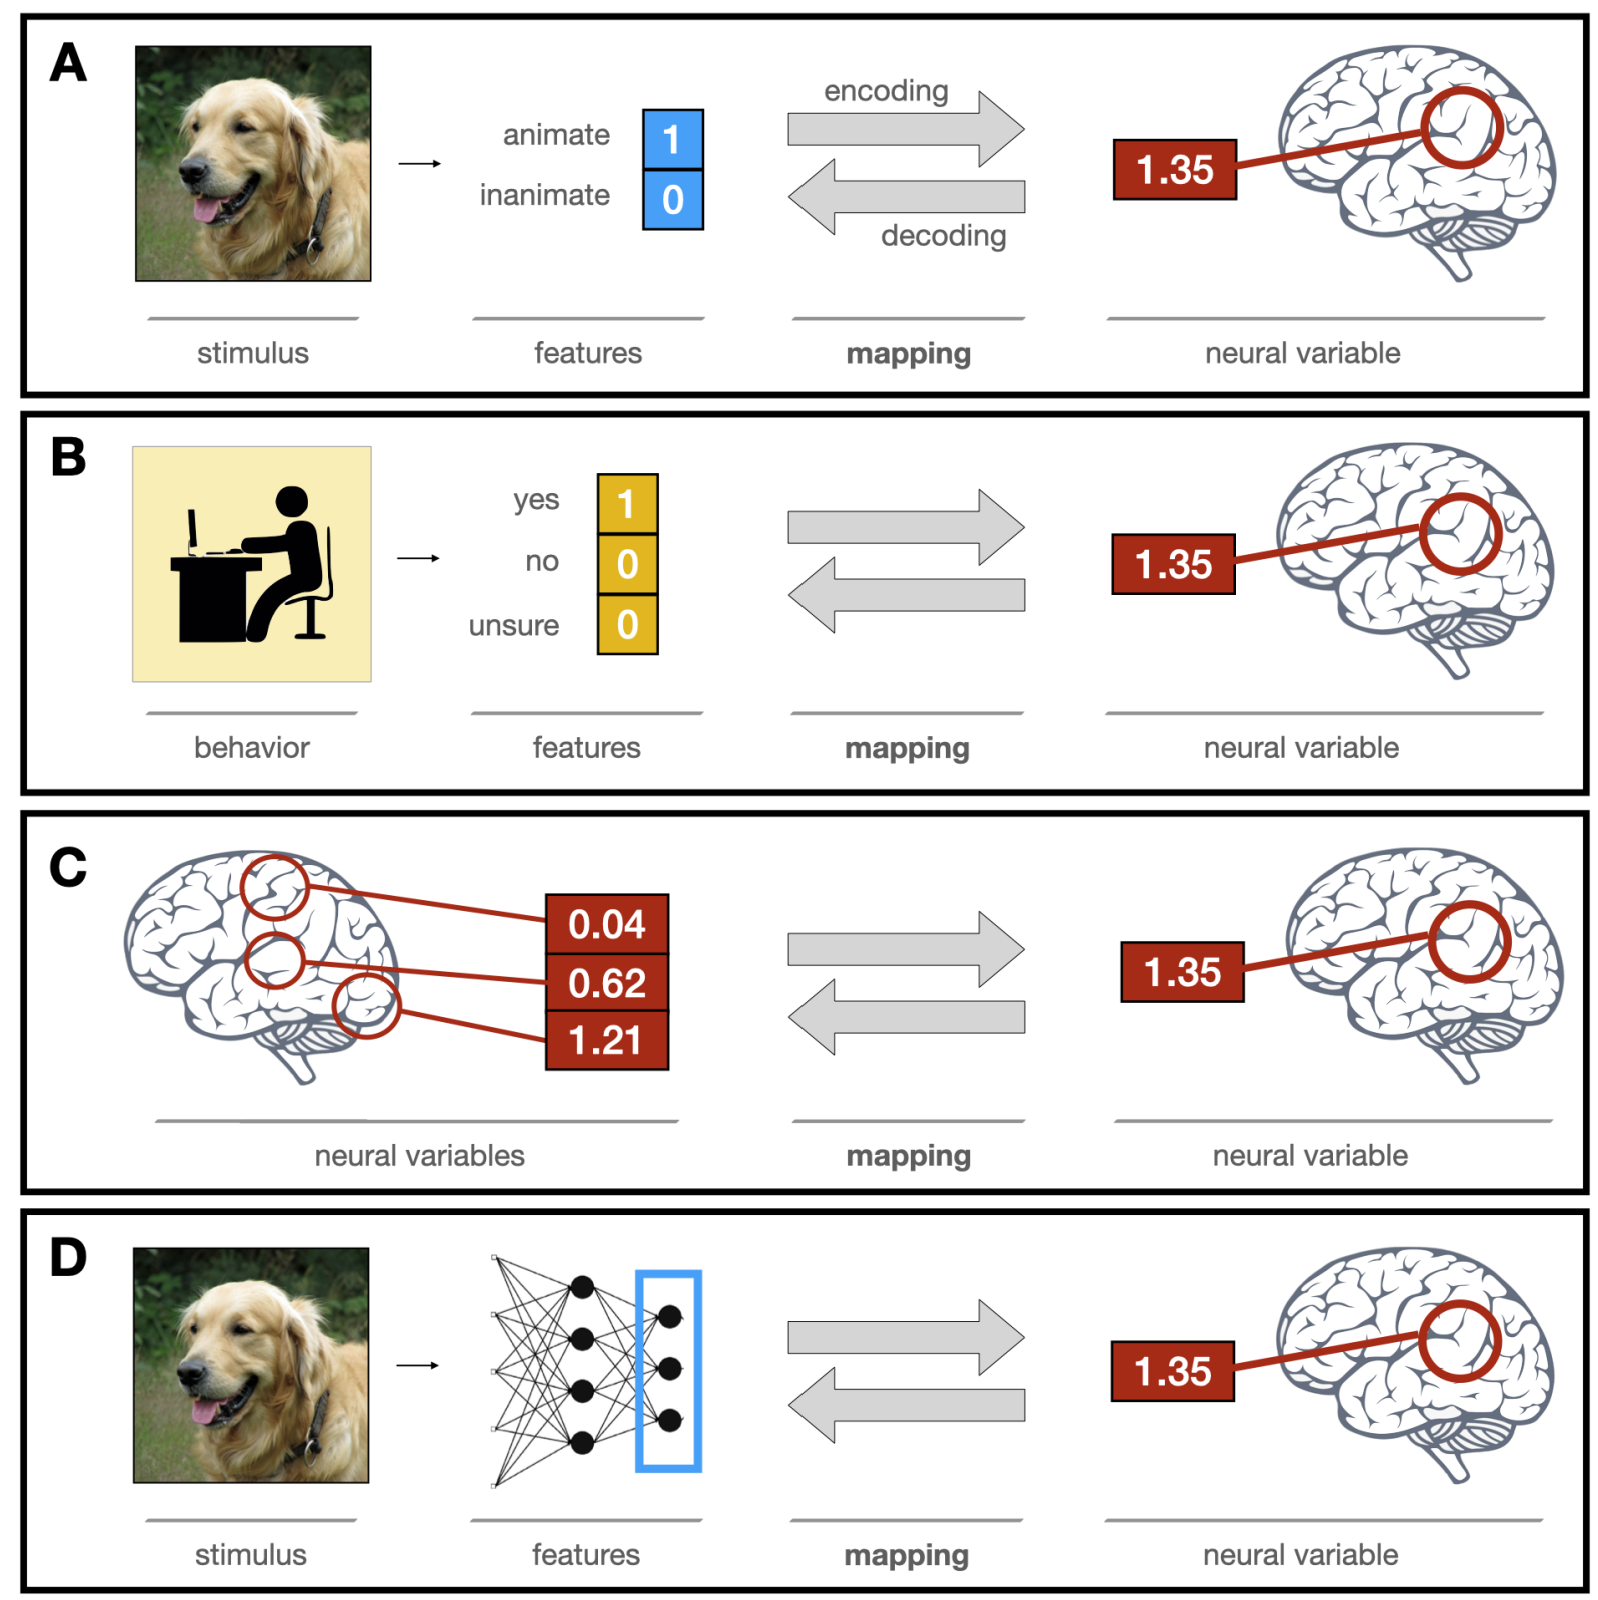 A
animate 1
inanimate 0
encoding
decoding
1.35
stimulus features mapping neural variable
B
yes 1
no 0
unsure 0
1.35
behavior features mapping neural variable
C
0.04
0.62
1.21
1.35
neural variables mapping neural variable
D
1.35
stimulus features mapping neural variable